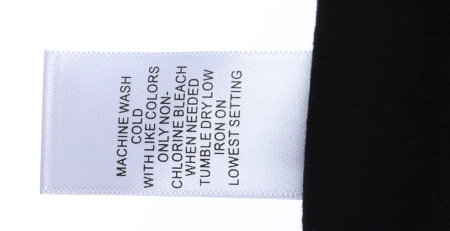 MACHINE WASH
COLD
WITH LIKE COLORS
ONLY NON-
CHLORINE BLEACH
WHEN NEEDED
TUMBLE DRY LOW
IRON ON
LOWEST SETTING